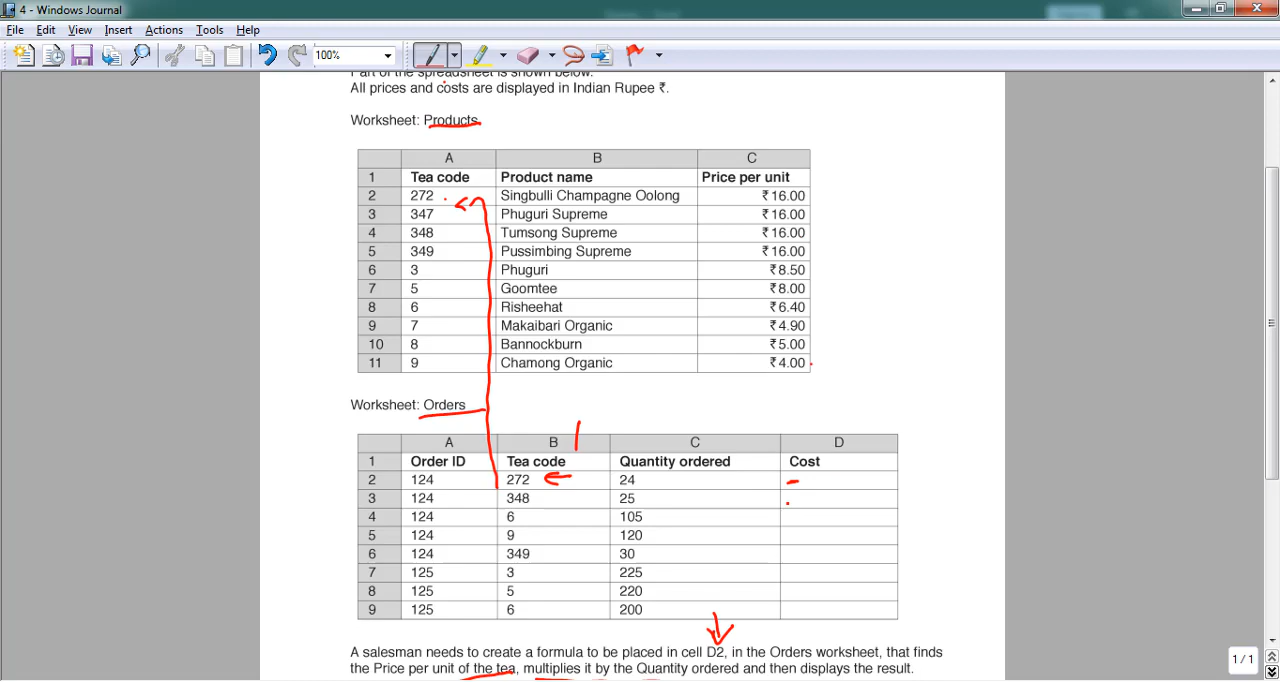 4 - Windows Journal
File Edit View Insert Actions Tools Help
100%
Part of the spreadsheet is shown below.
All prices and costs are displayed in Indian Rupee ₹.
Worksheet: Products
A B C
1 Tea code Product name Price per unit
2 272 Singbulli Champagne Oolong ₹16.00
3 347 Phuguri Supreme ₹16.00
4 348 Tumsong Supreme ₹16.00
5 349 Pussimbing Supreme ₹16.00
6 3 Phuguri ₹8.50
7 5 Goomtee ₹8.00
8 6 Risheehat ₹6.40
9 7 Makaibari Organic ₹4.90
10 8 Bannockburn ₹5.00
11 9 Chamong Organic ₹4.00
Worksheet: Orders
A B C D
1 Order ID Tea code Quantity ordered Cost
2 124 272 24
3 124 348 25
4 124 6 105
5 124 9 120
6 124 349 30
7 125 3 225
8 125 5 220
9 125 6 200
A salesman needs to create a formula to be placed in cell D2, in the Orders worksheet, that finds
the Price per unit of the tea, multiplies it by the Quantity ordered and then displays the result.
1 / 1